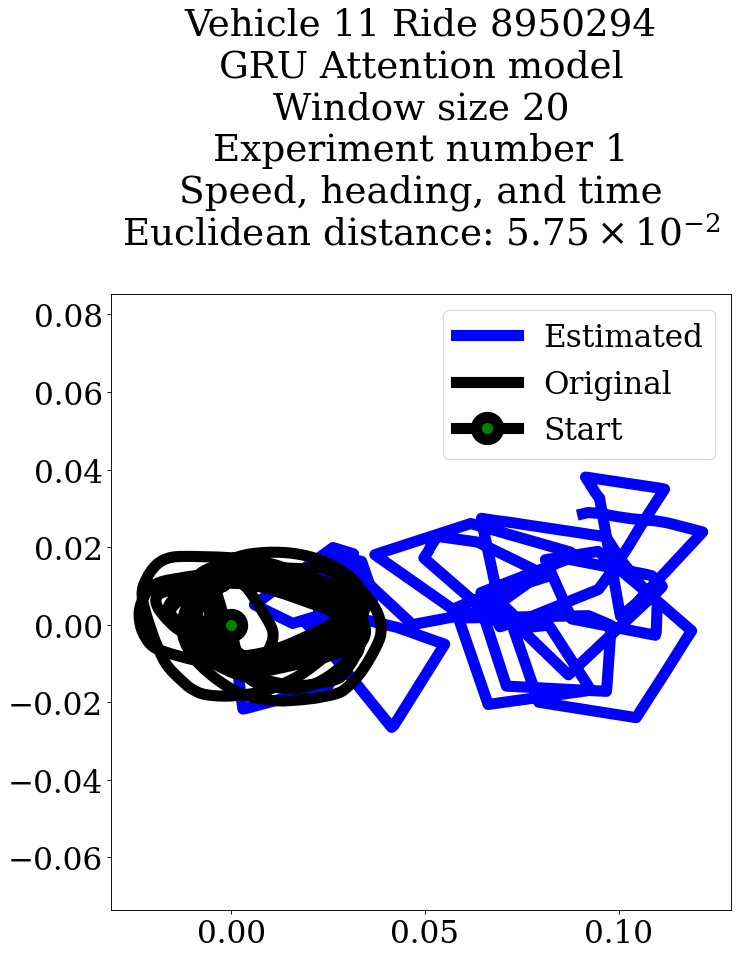 Vehicle 11 Ride 8950294
GRU Attention model
Window size 20
Experiment number 1
Speed, heading, and time
Euclidean distance: 5.75 × 10⁻²
Estimated
Original
Start
0.08
0.06
0.04
0.02
0.00
−0.02
−0.04
−0.06
0.00 0.05 0.10